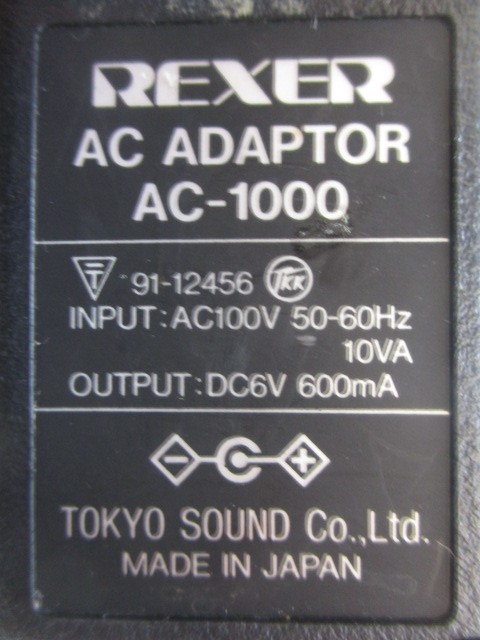 REXER
AC ADAPTOR
AC-1000
T 91-12456 TKK
INPUT:AC100V 50-60Hz
10VA
OUTPUT:DC6V 600mA
- +
TOKYO SOUND Co.,Ltd.
MADE IN JAPAN